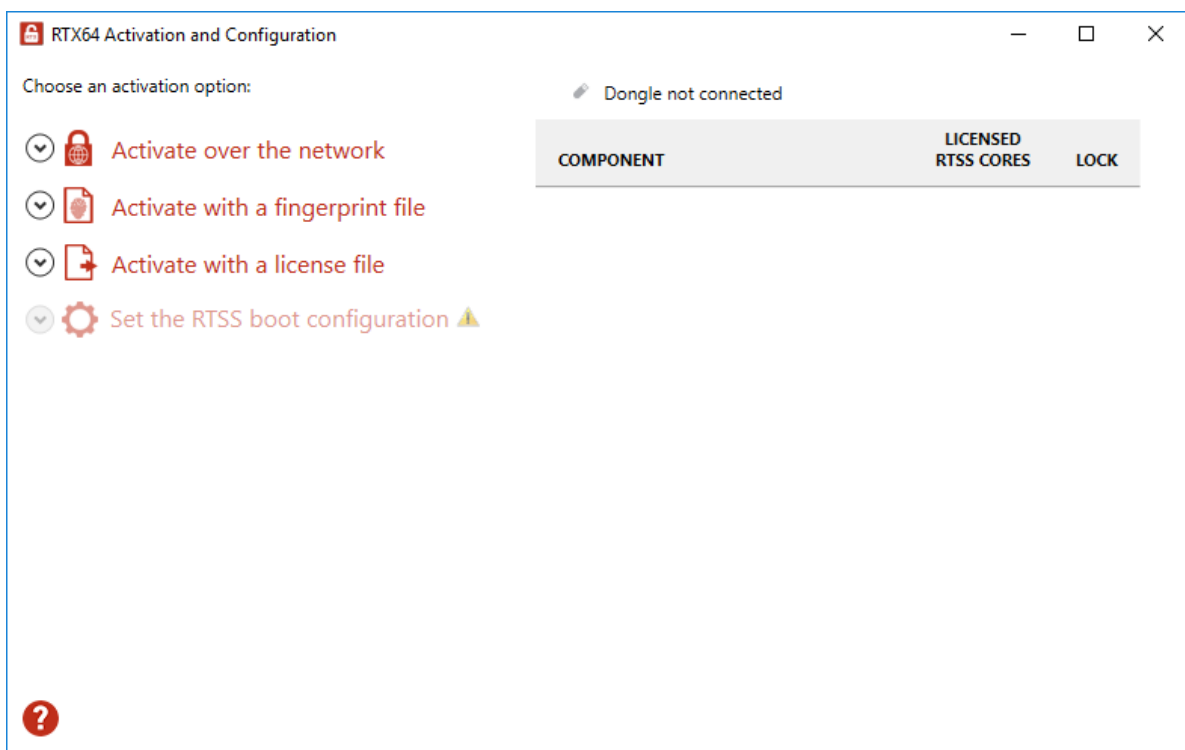 RTX64 Activation and Configuration
Choose an activation option:
Dongle not connected
Activate over the network
Activate with a fingerprint file
Activate with a license file
Set the RTSS boot configuration
COMPONENT
LICENSED
RTSS CORES
LOCK
?